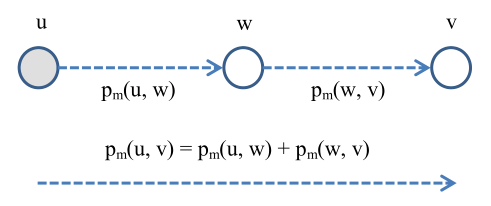 u w v
pₘ(u, w) pₘ(w, v)
pₘ(u, v) = pₘ(u, w) + pₘ(w, v)